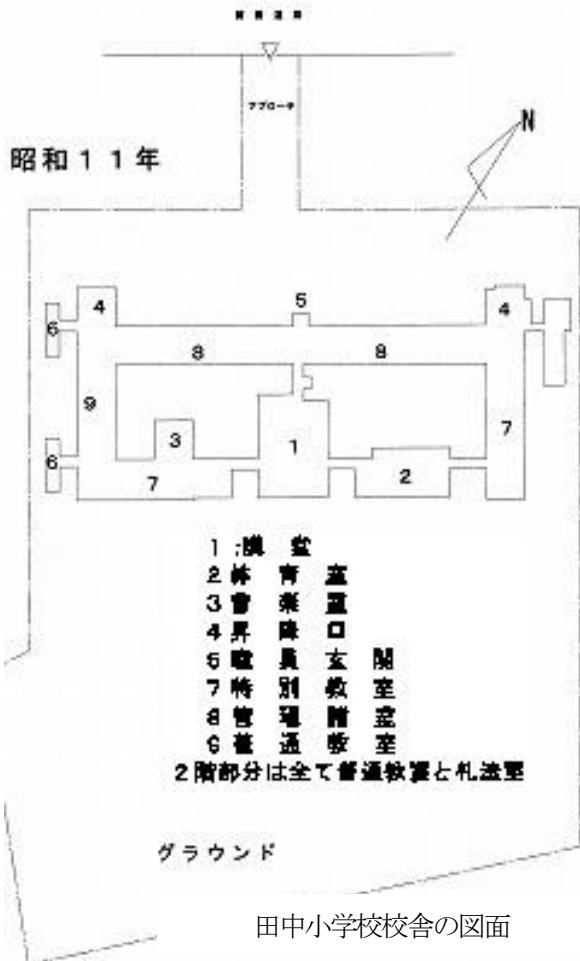 アプローチ
N
昭和11年
5
4
4
6
8
8
9
3
1
7
6
7
2
1 講堂
2 体育室
3 音楽室
4 昇降口
5 職員玄関
7 特別教室
8 管理諸室
9 普通教室
2階部分は全て普通教室と礼法室
グラウンド
田中小学校校舎の図面